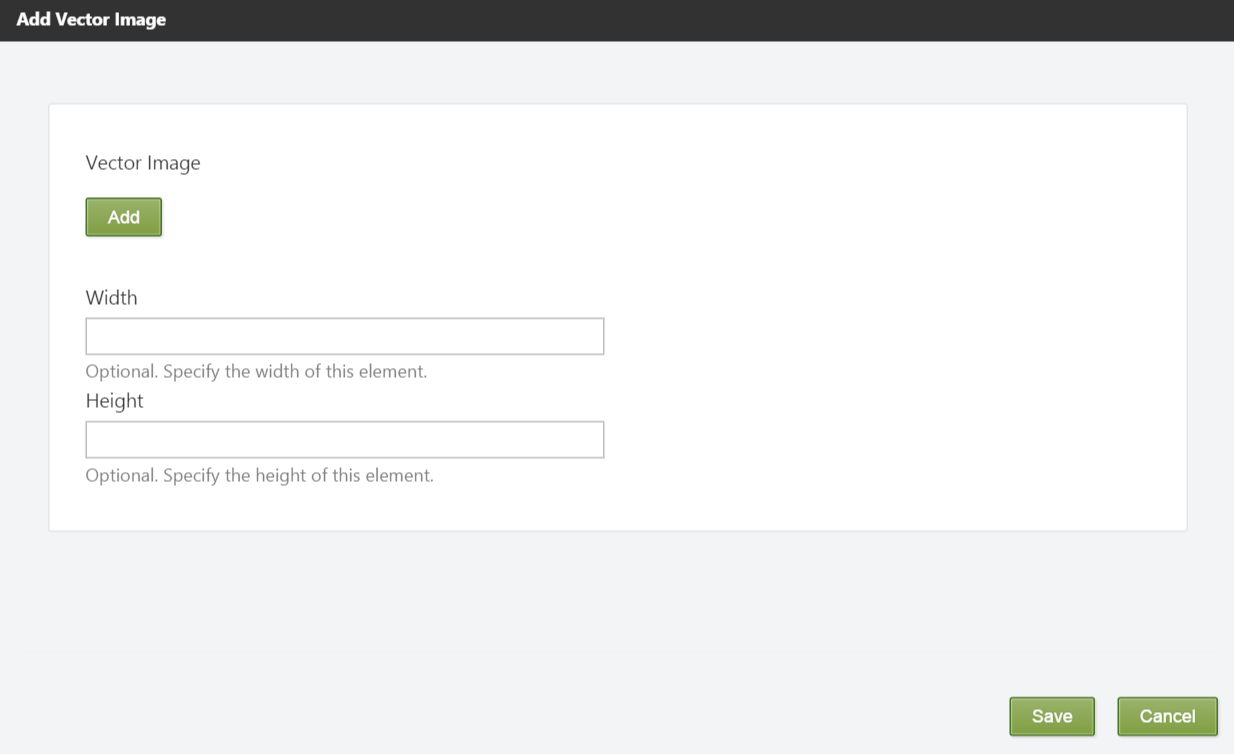 Add Vector Image
Vector Image
Add
Width
Optional. Specify the width of this element.
Height
Optional. Specify the height of this element.
Save
Cancel